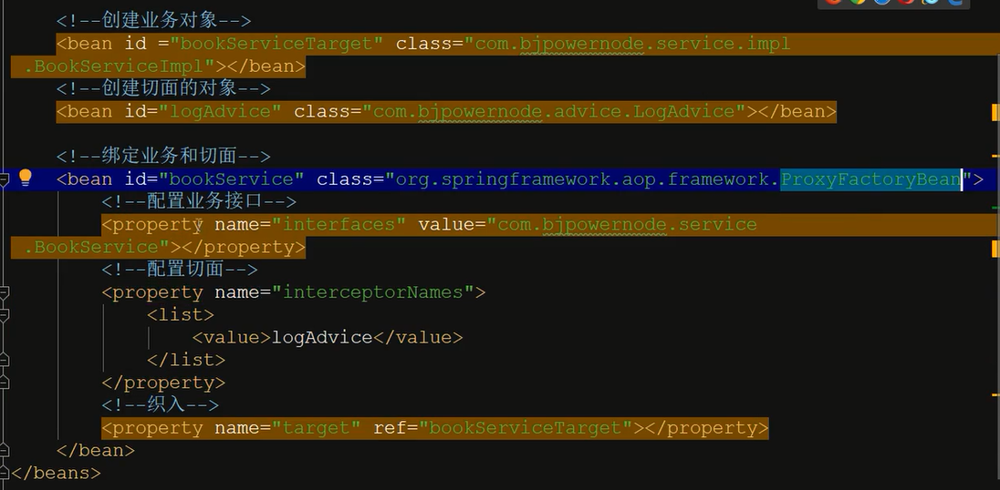 <!--创建业务对象-->
<bean id ="bookServiceTarget" class="com.bjpowernode.service.impl
.BookServiceImpl"></bean>
<!--创建切面的对象-->
<bean id="logAdvice" class="com.bjpowernode.advice.LogAdvice"></bean>
<!--绑定业务和切面-->
<bean id="bookService" class="org.springframework.aop.framework.ProxyFactoryBean">
<!--配置业务接口-->
<property name="interfaces" value="com.bjpowernode.service
.BookService"></property>
<!--配置切面-->
<property name="interceptorNames">
<list>
<value>logAdvice</value>
</list>
</property>
<!--织入-->
<property name="target" ref="bookServiceTarget"></property>
</bean>
</beans>